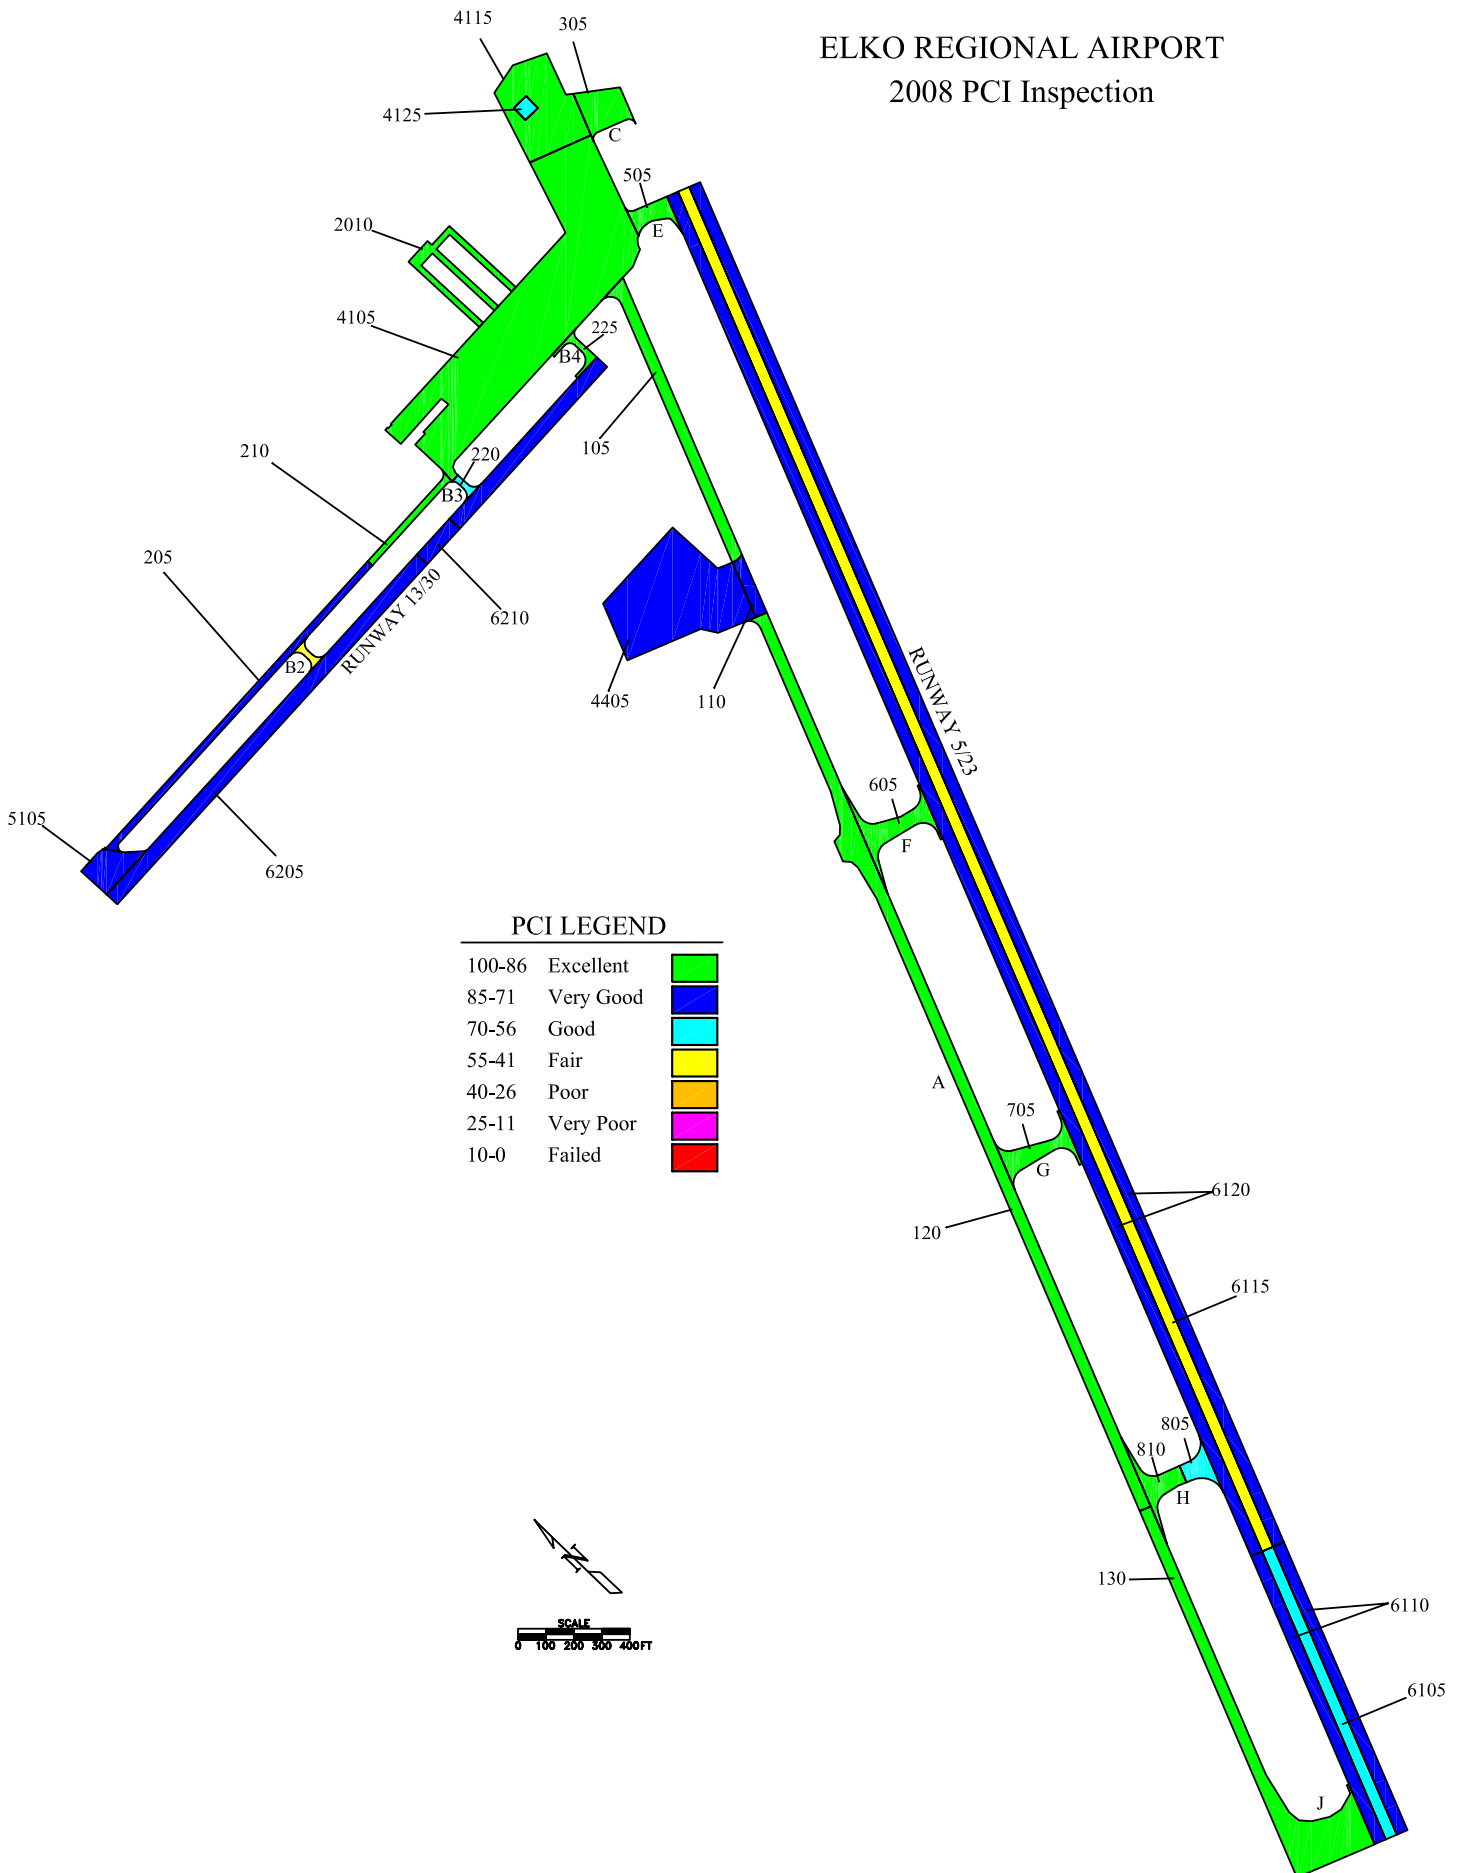 4115
305
ELKO REGIONAL AIRPORT
2008 PCI Inspection
4125
C
505
2010
E
4105
225
B4
105
210
220
B3
205
6210
RUNWAY 13/30
B2
4405
110
RUNWAY 5/23
605
5105
F
6205
PCI LEGEND
100-86 Excellent
85-71 Very Good
70-56 Good
55-41 Fair
40-26 Poor
25-11 Very Poor
10-0 Failed
A
705
G
6120
120
6115
805
810
H
N
130
6110
SCALE
0 100 200 300 400FT
6105
J